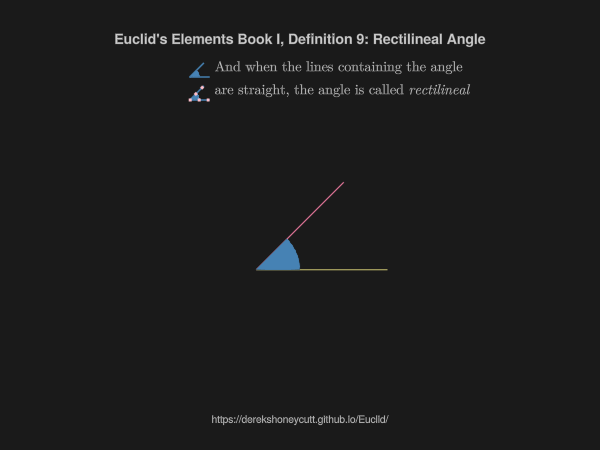 Euclid's Elements Book I, Definition 9: Rectilineal Angle
And when the lines containing the angle
are straight, the angle is called rectilineal
https://derekshoneycutt.github.io/Euclid/